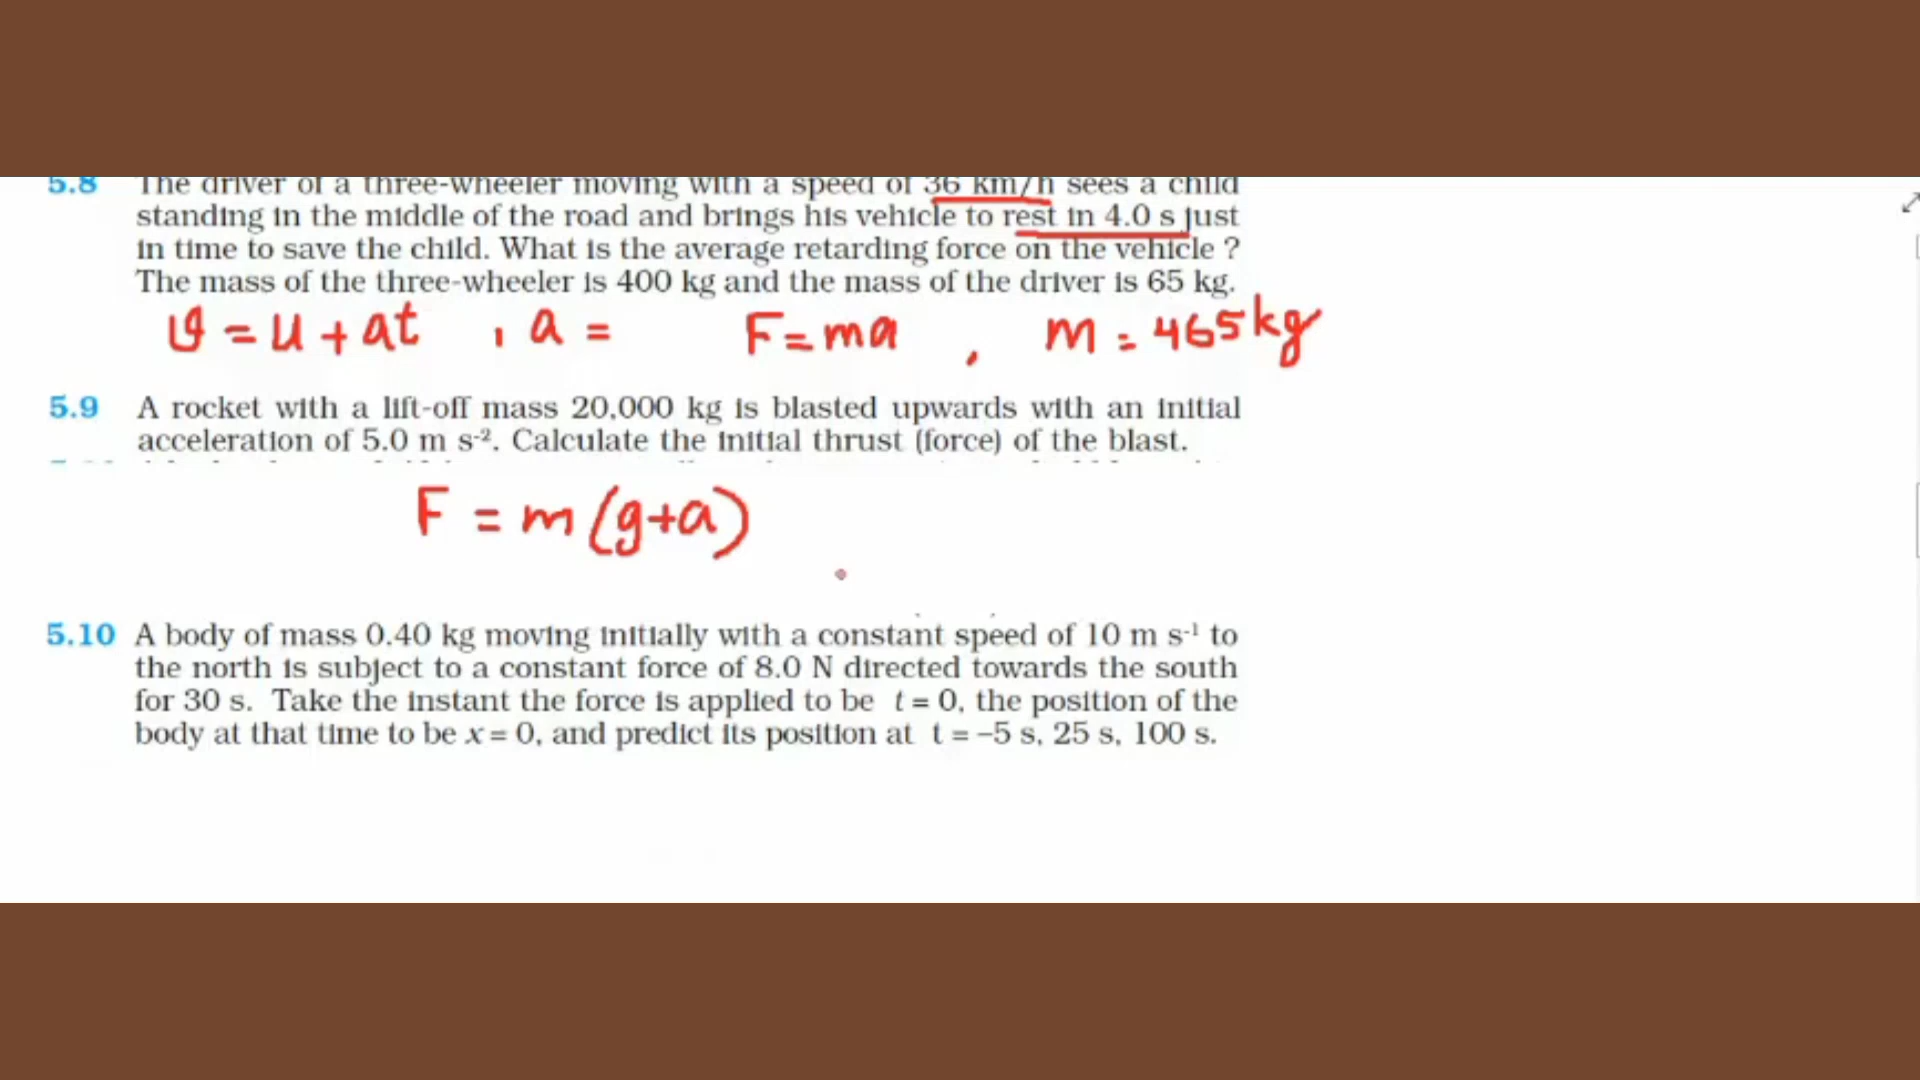 5.8 The driver of a three-wheeler moving with a speed of 36 km/h sees a child
standing in the middle of the road and brings his vehicle to rest in 4.0 s just
in time to save the child. What is the average retarding force on the vehicle ?
The mass of the three-wheeler is 400 kg and the mass of the driver is 65 kg.
v = u + at , a = F = ma , m = 465 kg
5.9 A rocket with a lift-off mass 20,000 kg is blasted upwards with an initial
acceleration of 5.0 m s⁻². Calculate the initial thrust (force) of the blast.
F = m (g+a)
5.10 A body of mass 0.40 kg moving initially with a constant speed of 10 m s⁻¹ to
the north is subject to a constant force of 8.0 N directed towards the south
for 30 s. Take the instant the force is applied to be t = 0, the position of the
body at that time to be x = 0, and predict its position at t = –5 s, 25 s, 100 s.